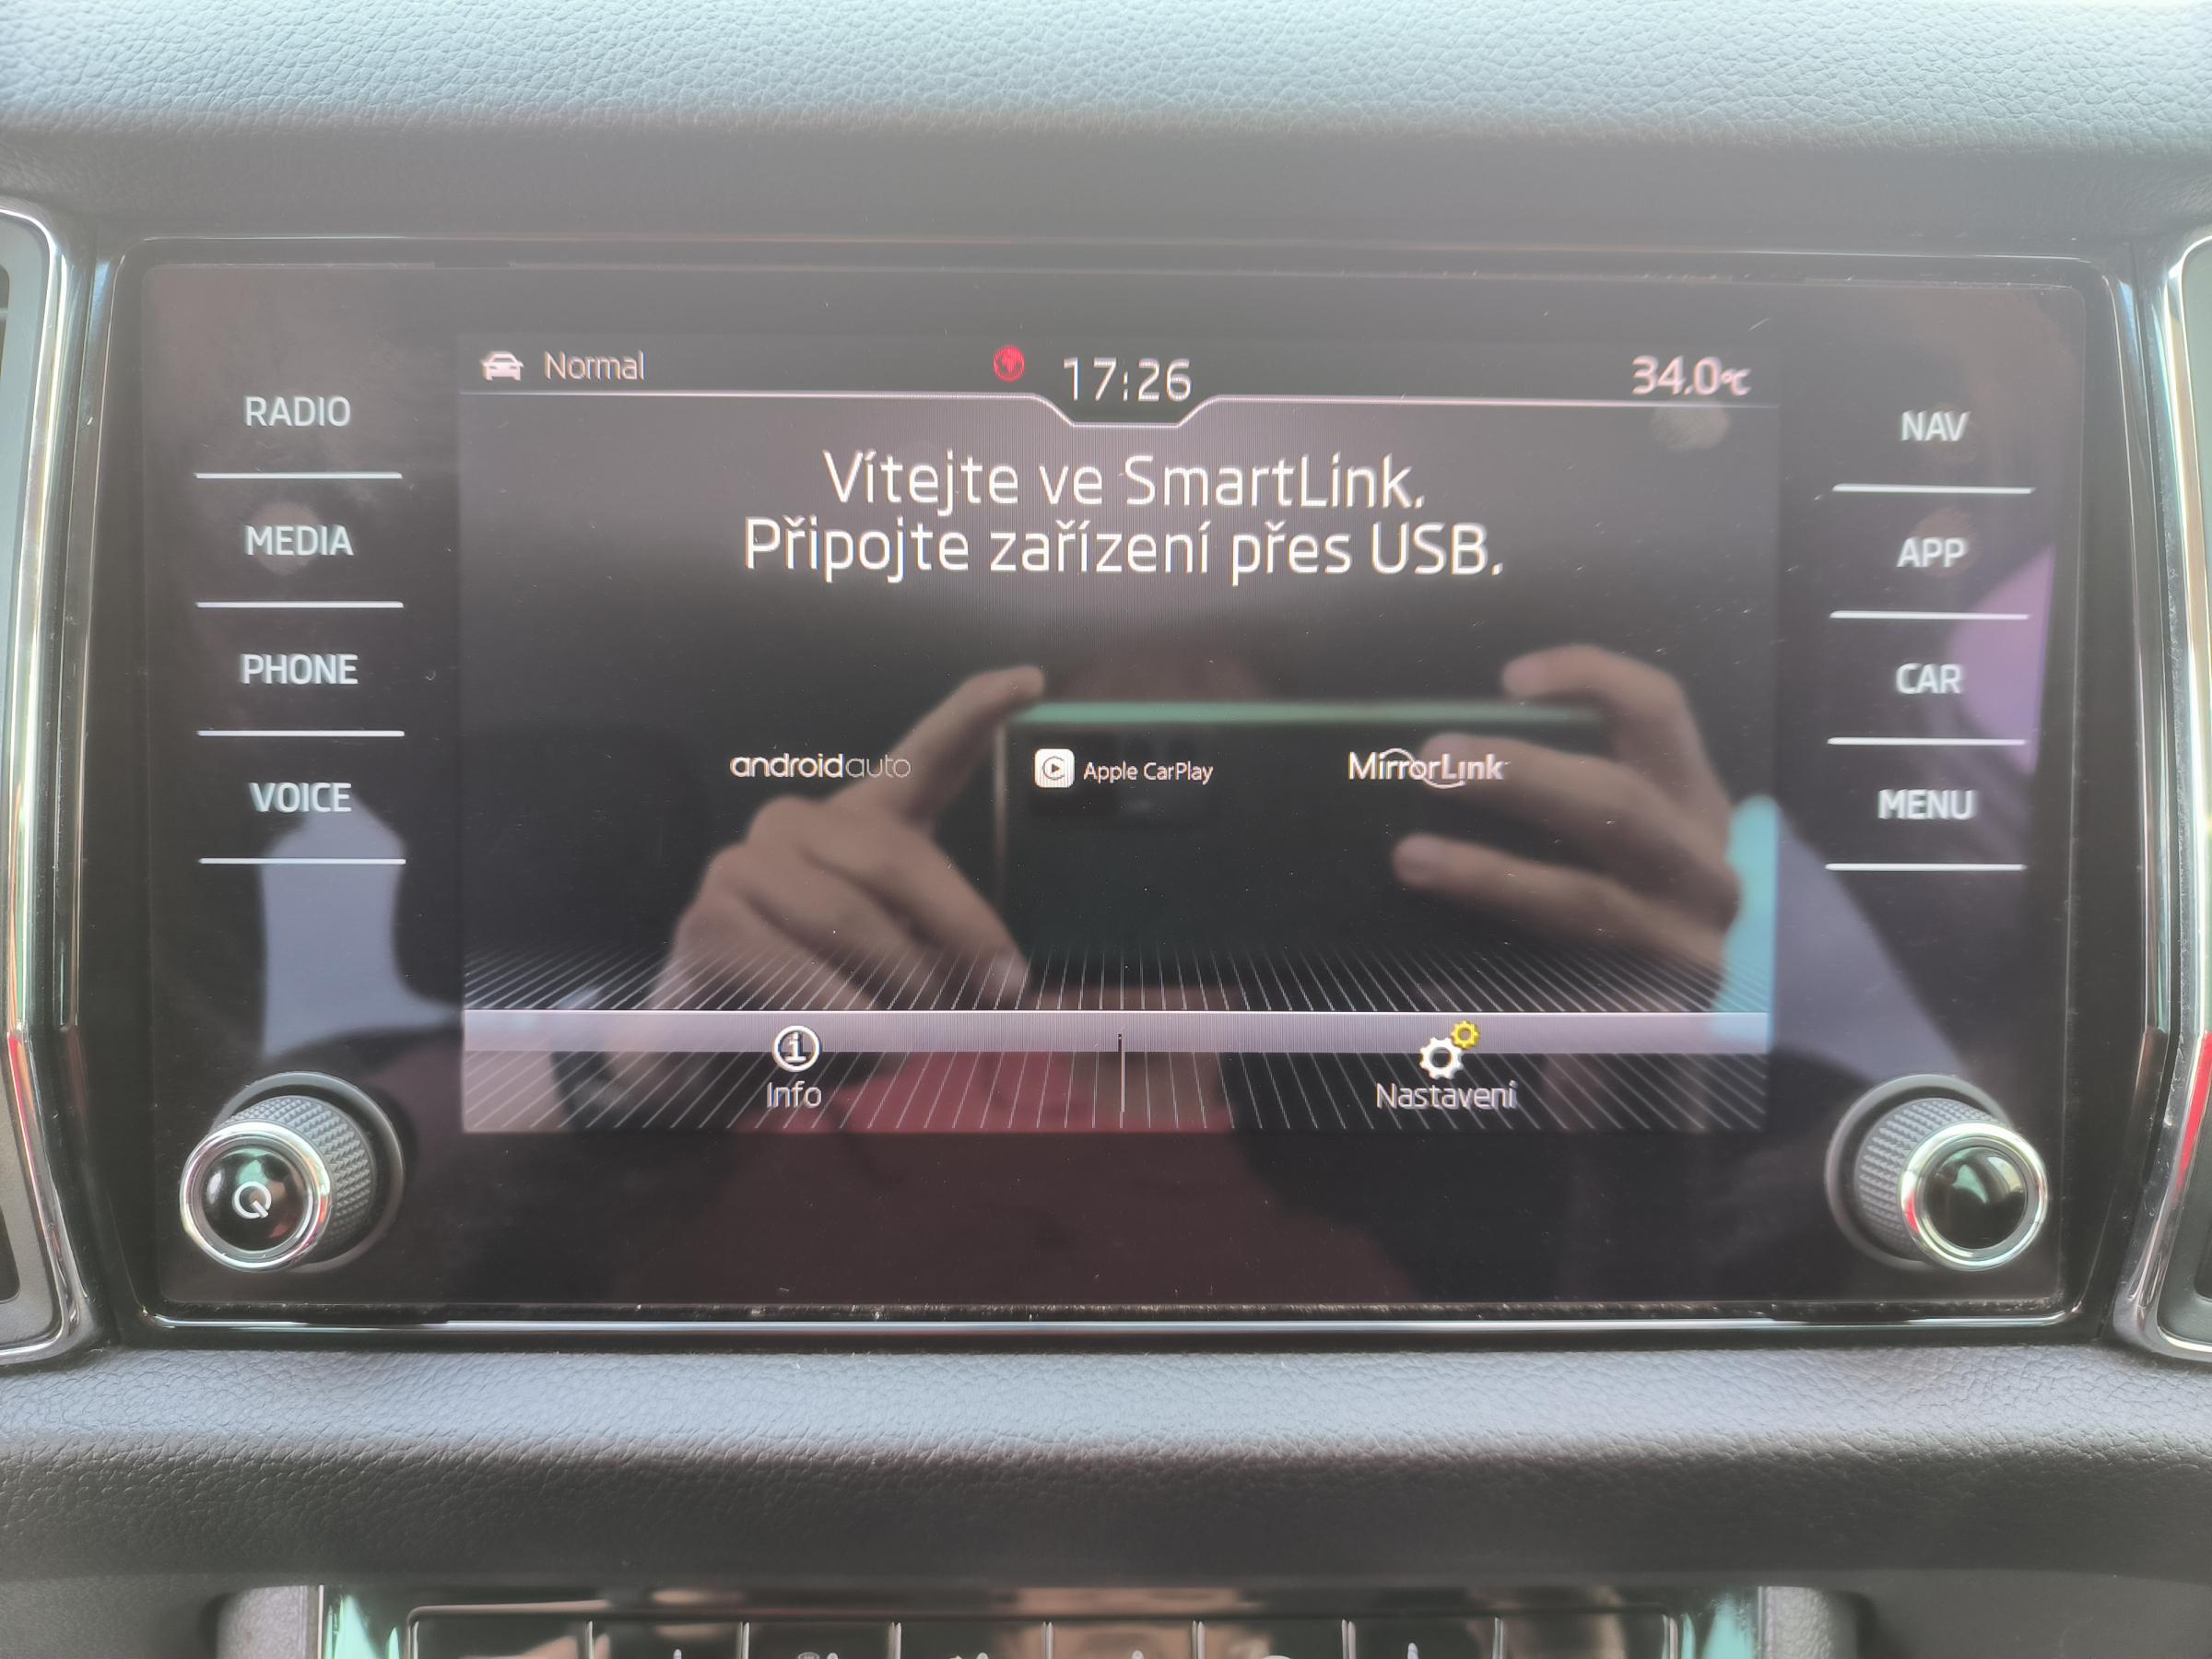 Normal
17:26
34.0°C
RADIO
MEDIA
PHONE
VOICE
Vítejte ve SmartLink.
Připojte zařízení přes USB.
androidauto
Apple CarPlay
MirrorLink
Info
Nastavení
NAV
APP
CAR
MENU